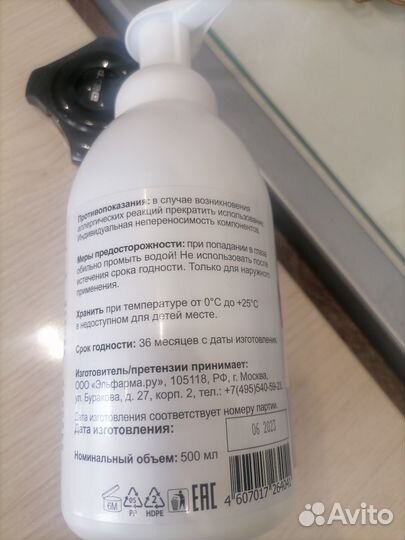 Противопоказания: в случае возникновения
аллергических реакций прекратить использование.
Индивидуальная непереносимость компонентов.
Меры предосторожности: при попадании в глаза
обильно промыть водой! Не использовать после
истечения срока годности. Только для наружного
применения.
Хранить при температуре от 0°С до +25°С
в недоступном для детей месте.
Срок годности: 36 месяцев с даты изготовления.
Изготовитель/претензии принимает:
ООО «Эльфарма.ру», 105118, РФ, г. Москва,
ул. Буракова, д. 27, корп. 2, тел.: +7(495)540-59-23
Дата изготовления соответствует номеру партии.
Дата изготовления:
06 2023
Номинальный объем: 500 мл
6М
05
2
HDPE
EAC
4 607017
Avito